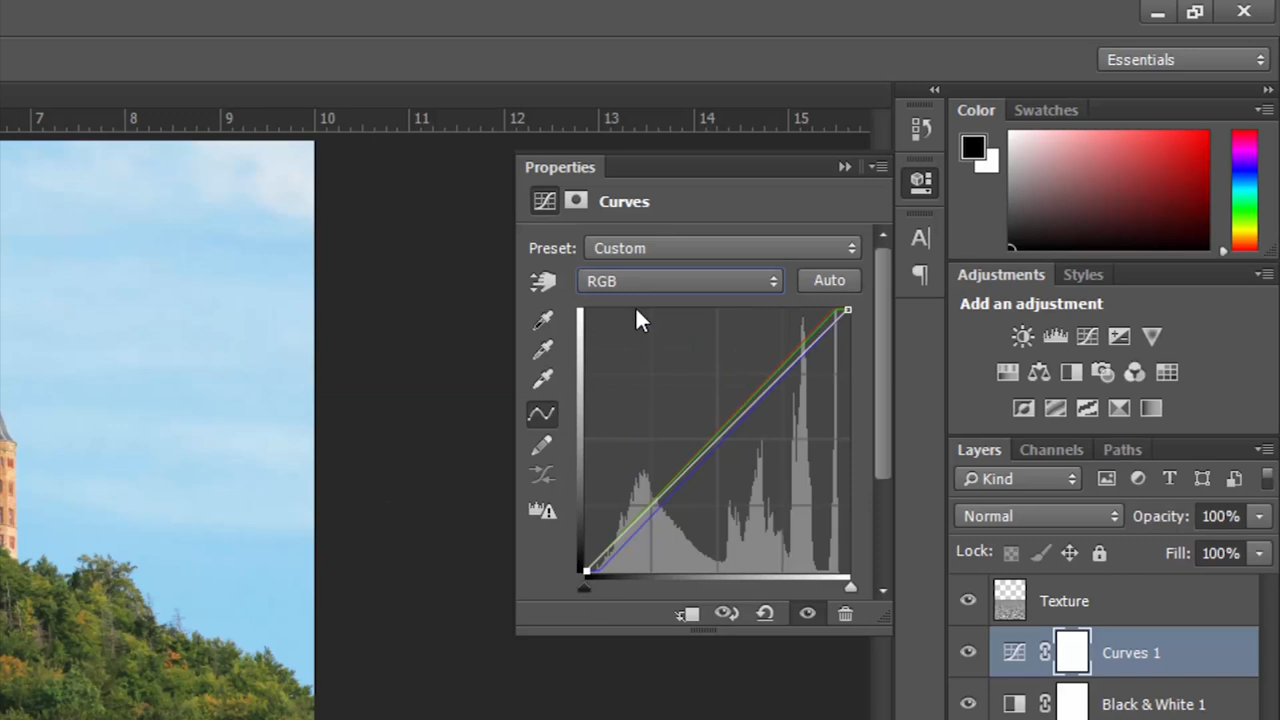 Essentials
7 8 9 10 11 12 13 14 15
Color Swatches
Properties
Curves
Preset: Custom
RGB Auto
Adjustments Styles
Add an adjustment
Layers Channels Paths
Kind
Normal Opacity: 100%
Lock: Fill: 100%
Texture
Curves 1
Black & White 1